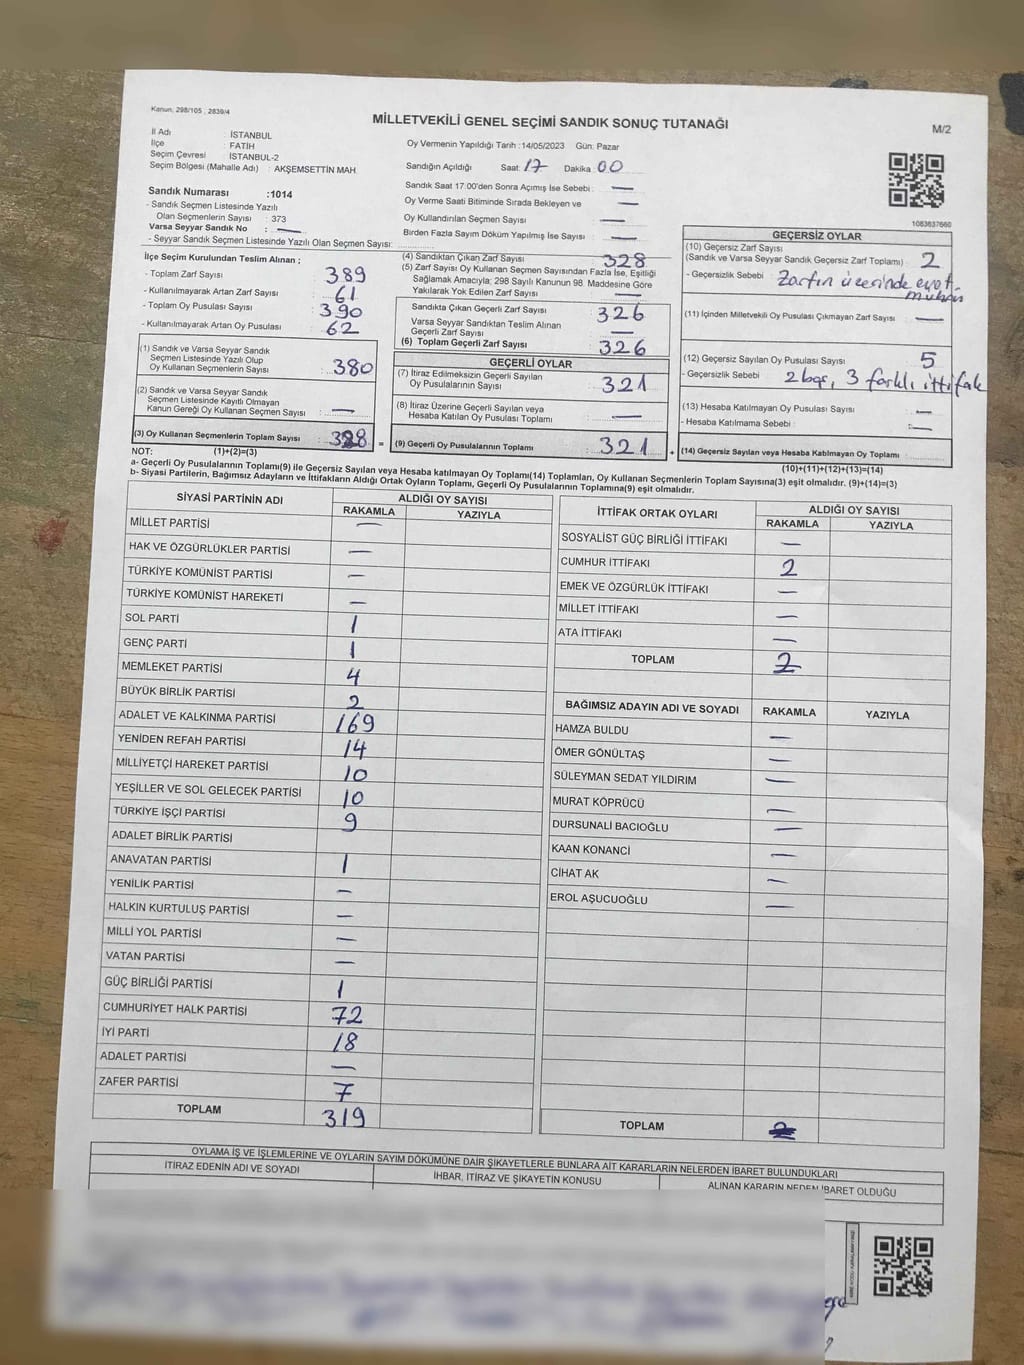 Kanun, 298/105 , 2839/4
MİLLETVEKİLİ GENEL SEÇİMİ SANDIK SONUÇ TUTANAĞI
M/2
İl Adı İSTANBUL
İlçe : FATİH
Seçim Çevresi : İSTANBUL-2
Seçim Bölgesi (Mahalle Adı) : AKŞEMSETTİN MAH.
Sandık Numarası :1014
- Sandık Seçmen Listesinde Yazılı
Olan Seçmenlerin Sayısı : 373
Varsa Seyyar Sandık No : —
- Seyyar Sandık Seçmen Listesinde Yazılı Olan Seçmen Sayısı:
Oy Vermenin Yapıldığı Tarih :14/05/2023 Gün: Pazar
Sandığın Açıldığı Saat: 17 Dakika 00
Sandık Saat 17.00'den Sonra Açımış İse Sebebi : —
Oy Verme Saati Bitiminde Sırada Bekleyen ve —
Oy Kullandırılan Seçmen Sayısı —
Birden Fazla Sayım Döküm Yapılmış İse Sayısı : —
1083637660
İlçe Seçim Kurulundan Teslim Alınan ;
- Toplam Zarf Sayısı : 389
- Kullanılmayarak Artan Zarf Sayısı : 61
- Toplam Oy Pusulası Sayısı : 390
- Kullanılmayarak Artan Oy Pusulası : 62
(1) Sandık ve Varsa Seyyar Sandık
Seçmen Listesinde Yazılı Olup
Oy Kullanan Seçmenlerin Sayısı : 380
(2) Sandık ve Varsa Seyyar Sandık
Seçmen Listesinde Kayıtlı Olmayan
Kanun Gereği Oy Kullanan Seçmen Sayısı : —
(3) Oy Kullanan Seçmenlerin Toplam Sayısı : 328 =
NOT: (1)+(2)=(3)
(4) Sandıktan Çıkan Zarf Sayısı : 328
(5) Zarf Sayısı Oy Kullanan Seçmen Sayısından Fazla İse, Eşitliği
Sağlamak Amacıyla; 298 Sayılı Kanunun 98. Maddesine Göre
Yakılarak Yok Edilen Zarf Sayısı : —
Sandıkta Çıkan Geçerli Zarf Sayısı : 326
Varsa Seyyar Sandıktan Teslim Alınan
Geçerli Zarf Sayısı : —
(6) Toplam Geçerli Zarf Sayısı : 326
GEÇERLİ OYLAR
(7) İtiraz Edilmeksizin Geçerli Sayılan
Oy Pusulalarının Sayısı : 321
(8) İtiraz Üzerine Geçerli Sayılan veya
Hesaba Katılan Oy Pusulası Toplamı : —
(9) Geçerli Oy Pusulalarının Toplamı : 321 +
GEÇERSİZ OYLAR
(10) Geçersiz Zarf Sayısı
(Sandık ve Varsa Seyyar Sandık Geçersiz Zarf Toplamı) : 2
- Geçersizlik Sebebi : Zarfın üzerinde evet
mührü
(11) İçinden Milletvekili Oy Pusulası Çıkmayan Zarf Sayısı : —
(12) Geçersiz Sayılan Oy Pusulası Sayısı : 5
- Geçersizlik Sebebi : 2 boş, 3 farklı ittifak
(13) Hesaba Katılmayan Oy Pusulası Sayısı : —
- Hesaba Katılmama Sebebi : —
(14) Geçersiz Sayılan veya Hesaba Katılmayan Oy Toplamı :
(10)+(11)+(12)+(13)=(14)
a- Geçerli Oy Pusulalarının Toplamı(9) ile Geçersiz Sayılan veya Hesaba katılmayan Oy Toplamı(14) Toplamları, Oy Kullanan Seçmenlerin Toplam Sayısına(3) eşit olmalıdır. (9)+(14)=(3)
b- Siyasi Partilerin, Bağımsız Adayların ve İttifakların Aldığı Ortak Oyların Toplamı, Geçerli Oy Pusulalarının Toplamına(9) eşit olmalıdır.
SİYASİ PARTİNİN ADI ALDIĞI OY SAYISI
RAKAMLA YAZIYLA
MİLLET PARTİSİ —
HAK VE ÖZGÜRLÜKLER PARTİSİ —
TÜRKİYE KOMÜNİST PARTİSİ —
TÜRKİYE KOMÜNİST HAREKETİ —
SOL PARTİ 1
GENÇ PARTİ 1
MEMLEKET PARTİSİ 4
BÜYÜK BİRLİK PARTİSİ 2
ADALET VE KALKINMA PARTİSİ 169
YENİDEN REFAH PARTİSİ 14
MİLLİYETÇİ HAREKET PARTİSİ 10
YEŞİLLER VE SOL GELECEK PARTİSİ 10
TÜRKİYE İŞÇİ PARTİSİ 9
ADALET BİRLİK PARTİSİ
ANAVATAN PARTİSİ 1
YENİLİK PARTİSİ —
HALKIN KURTULUŞ PARTİSİ —
MİLLİ YOL PARTİSİ —
VATAN PARTİSİ —
GÜÇ BİRLİĞİ PARTİSİ 1
CUMHURİYET HALK PARTİSİ 72
İYİ PARTİ 18
ADALET PARTİSİ —
ZAFER PARTİSİ 7
TOPLAM 319
İTTİFAK ORTAK OYLARI ALDIĞI OY SAYISI
RAKAMLA YAZIYLA
SOSYALİST GÜÇ BİRLİĞİ İTTİFAKI —
CUMHUR İTTİFAKI 2
EMEK VE ÖZGÜRLÜK İTTİFAKI —
MİLLET İTTİFAKI —
ATA İTTİFAKI —
TOPLAM 2
BAĞIMSIZ ADAYIN ADI VE SOYADI RAKAMLA YAZIYLA
HAMZA BULDU —
ÖMER GÖNÜLTAŞ —
SÜLEYMAN SEDAT YILDIRIM —
MURAT KÖPRÜCÜ —
DURSUNALİ BACIOĞLU —
KAAN KONANCİ —
CİHAT AK —
EROL AŞUCUOĞLU —
TOPLAM
OYLAMA İŞ VE İŞLEMLERİNE VE OYLARIN SAYIM DÖKÜMÜNE DAİR ŞİKAYETLERLE BUNLARA AİT KARARLARIN NELERDEN İBARET BULUNDUKLARI
İTİRAZ EDENİN ADI VE SOYADI İHBAR, İTİRAZ VE ŞİKAYETİN KONUSU ALINAN KARARIN NEDEN İBARET OLDUĞU